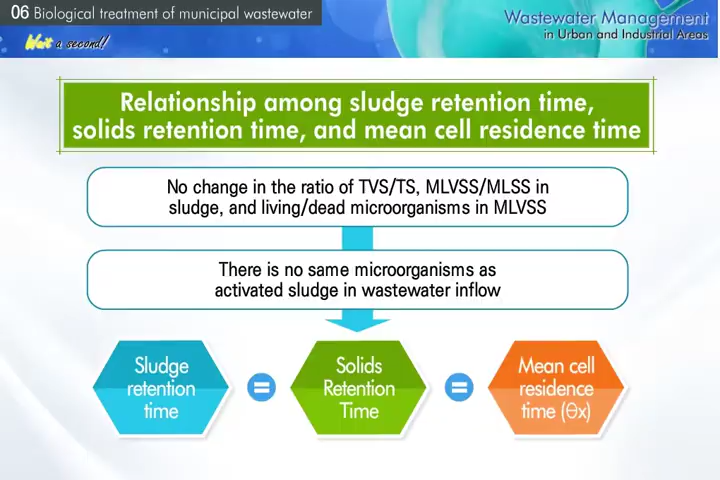 06 Biological treatment of municipal wastewater
Wastewater Management
in Urban and Industrial Areas
Wait a second!
Relationship among sludge retention time,
solids retention time, and mean cell residence time
No change in the ratio of TVS/TS, MLVSS/MLSS in
sludge, and living/dead microorganisms in MLVSS
There is no same microorganisms as
activated sludge in wastewater inflow
Sludge
retention
time
=
Solids
Retention
Time
=
Mean cell
residence
time (Θx)